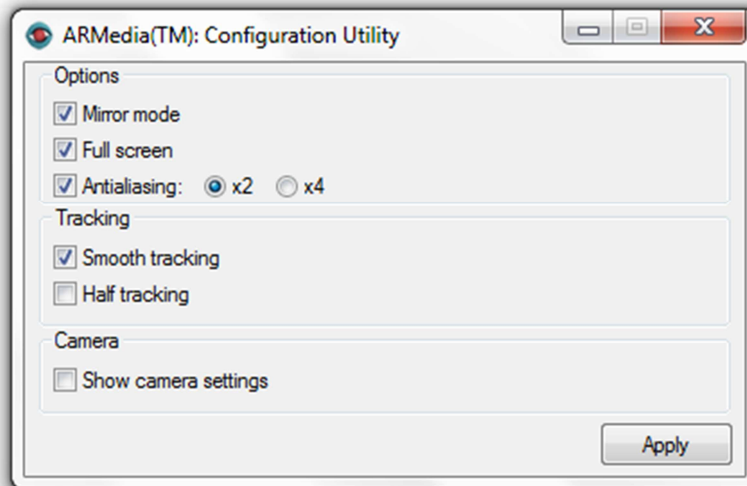 ARMedia(TM): Configuration Utility
Options
Mirror mode
Full screen
Antialiasing: x2 x4
Tracking
Smooth tracking
Half tracking
Camera
Show camera settings
Apply